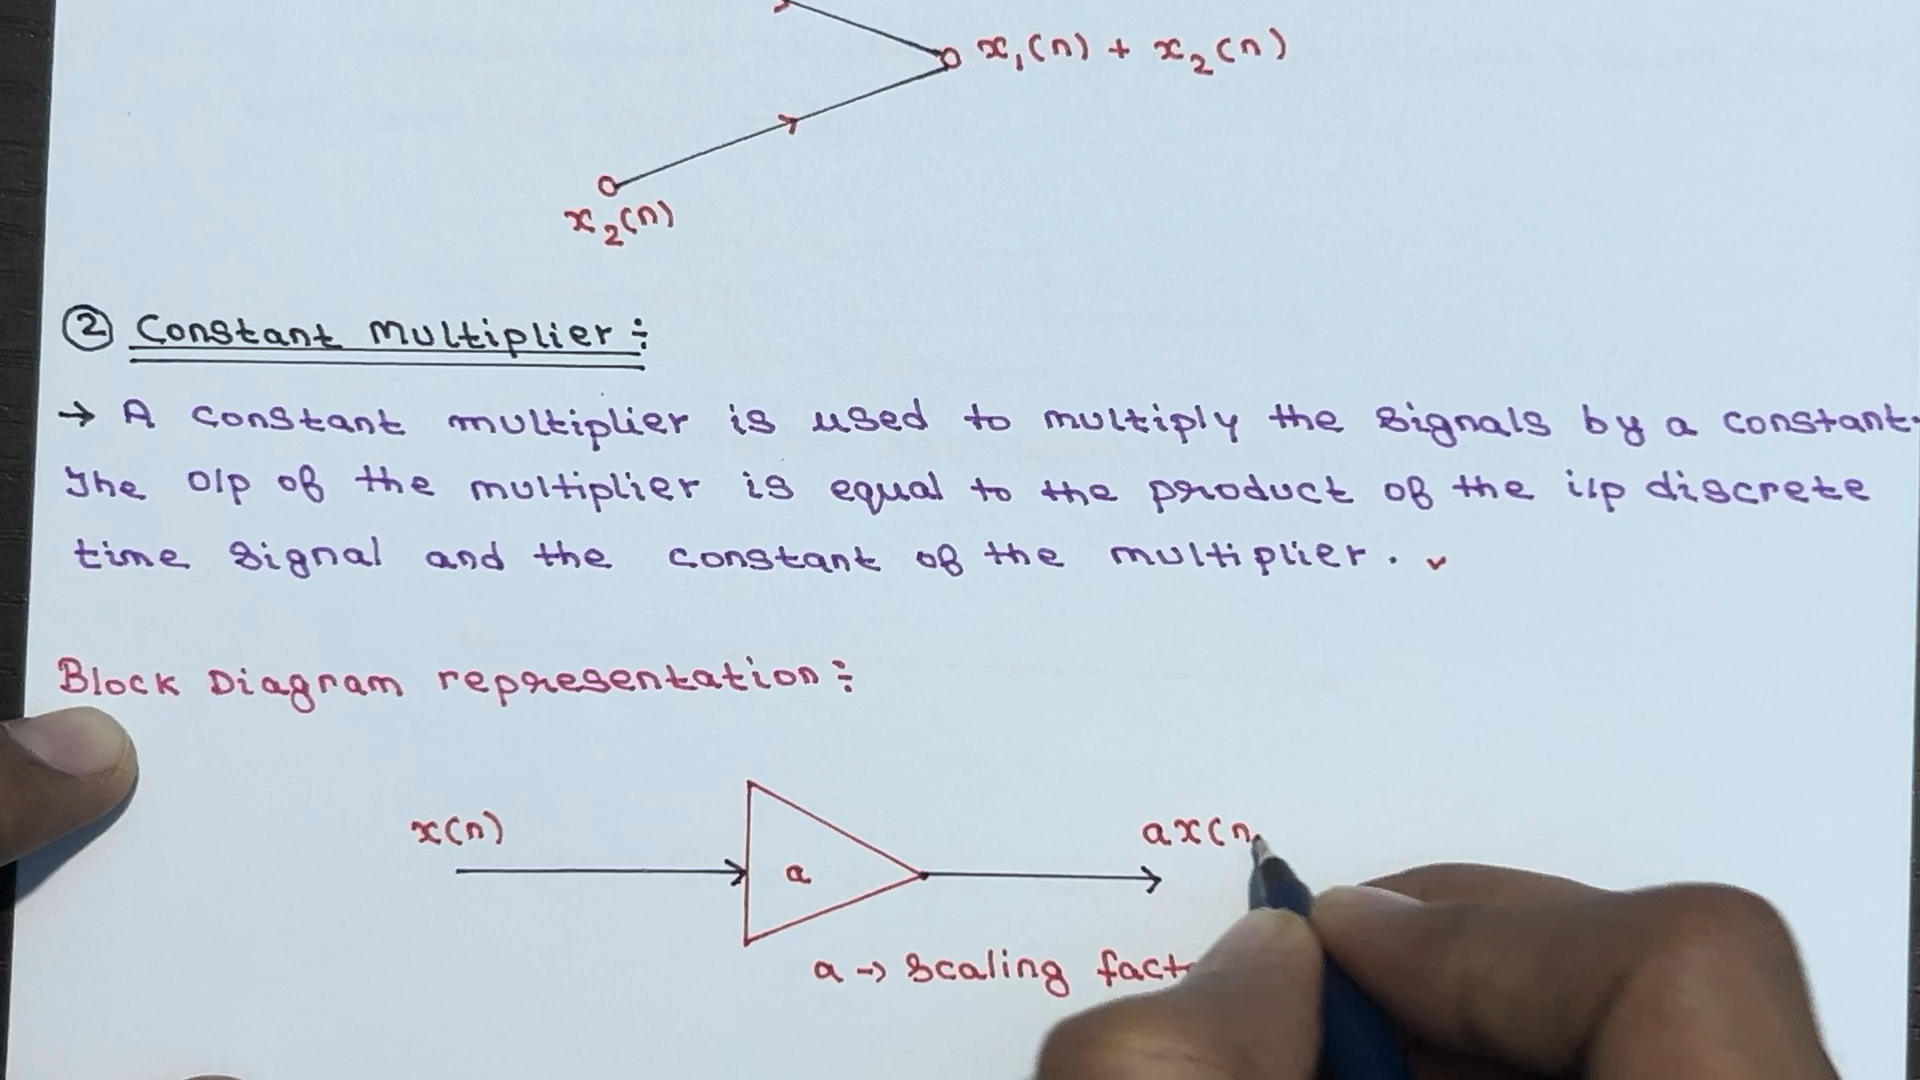 x₁(n) + x₂(n)
x₂(n)
② Constant Multiplier :
→ A constant multiplier is used to multiply the signals by a constant.
The o/p of the multiplier is equal to the product of the i/p discrete
time signal and the constant of the multiplier.
Block Diagram representation :
x(n)
a
ax(n
a → scaling